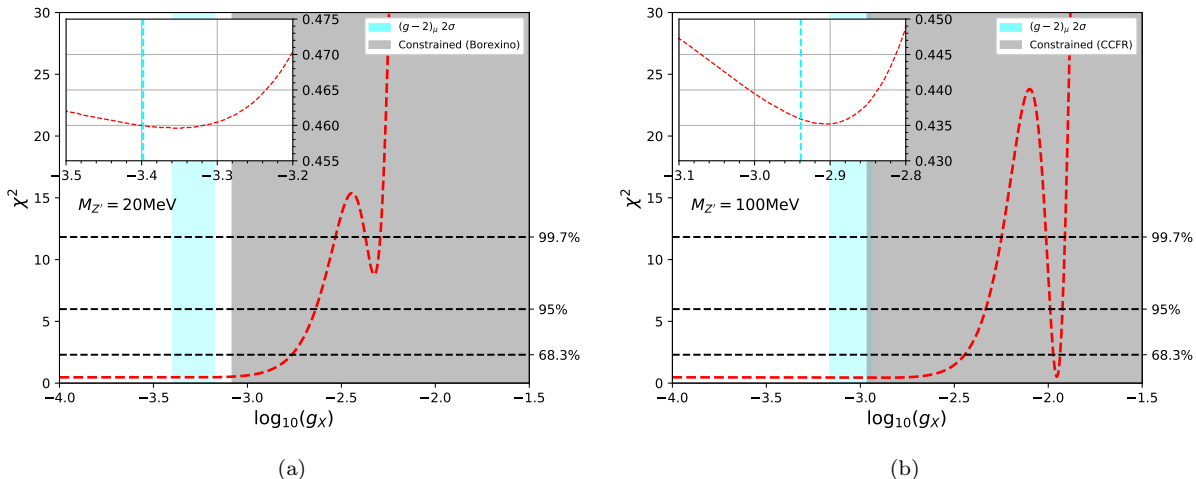 30
25
20
15
10
5
0
χ²
−4.0 −3.5 −3.0 −2.5 −2.0 −1.5
log₁₀(g_X)
0.475
0.470
0.465
0.460
0.455
−3.5 −3.4 −3.3 −3.2
(g−2)_μ 2σ
Constrained (Borexino)
M_Z′ = 20MeV
99.7%
95%
68.3%
(a)
30
25
20
15
10
5
0
χ²
−4.0 −3.5 −3.0 −2.5 −2.0 −1.5
log₁₀(g_X)
0.450
0.445
0.440
0.435
0.430
−3.1 −3.0 −2.9 −2.8
(g−2)_μ 2σ
Constrained (CCFR)
M_Z′ = 100MeV
99.7%
95%
68.3%
(b)